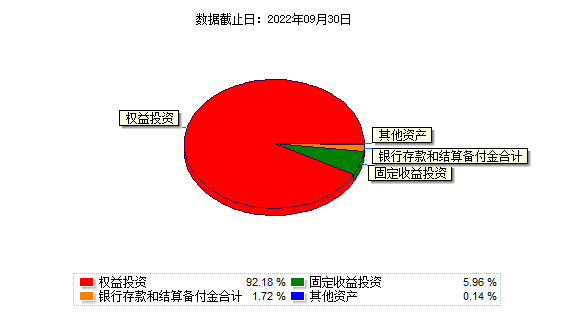 数据截止日：2022年09月30日
权益投资
其他资产
银行存款和结算备付金合计
固定收益投资
权益投资 92.18 % 固定收益投资 5.96 %
银行存款和结算备付金合计 1.72 % 其他资产 0.14 %